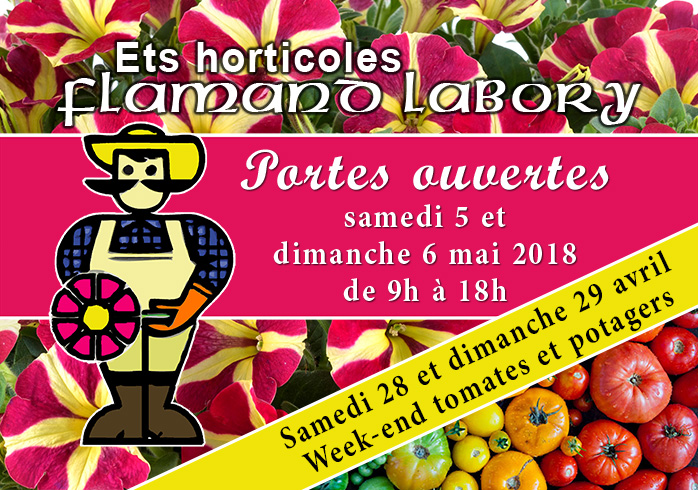 Ets horticoles
FLAMAND LABORY
Portes ouvertes
samedi 5 et
dimanche 6 mai 2018
de 9h à 18h
Samedi 28 et dimanche 29 avril
Week-end tomates et potagers